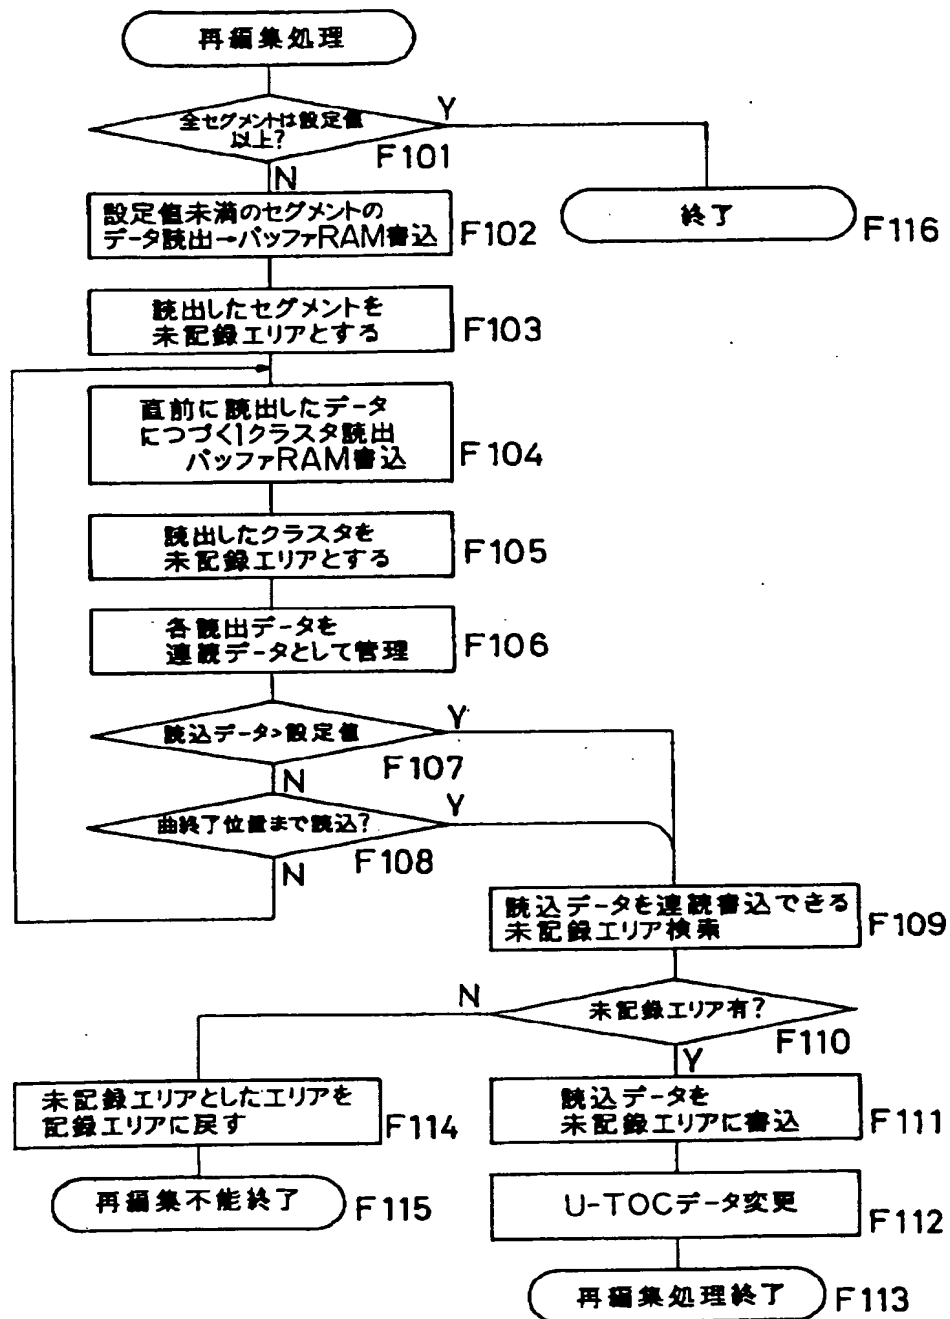 再編集処理
全セグメントは設定値
以上?
Y
F101
N
設定値未満のセグメントの
データ読出→バッファRAM書込
F102
終了
F116
読出したセグメントを
未記録エリアとする
F103
直前に読出したデータ
につづく1クラスタ読出
バッファRAM書込
F104
読出したクラスタを
未記録エリアとする
F105
各読出データを
連続データとして管理
F106
読込データ>設定値
Y
F107
N
曲終了位置まで読込?
Y
F108
N
読込データを連続書込できる
未記録エリア検索
F109
N
未記録エリア有?
F110
Y
未記録エリアとしたエリアを
記録エリアに戻す
F114
読込データを
未記録エリアに書込
F111
再編集不能終了
F115
U-TOCデータ変更
F112
再編集処理終了
F113